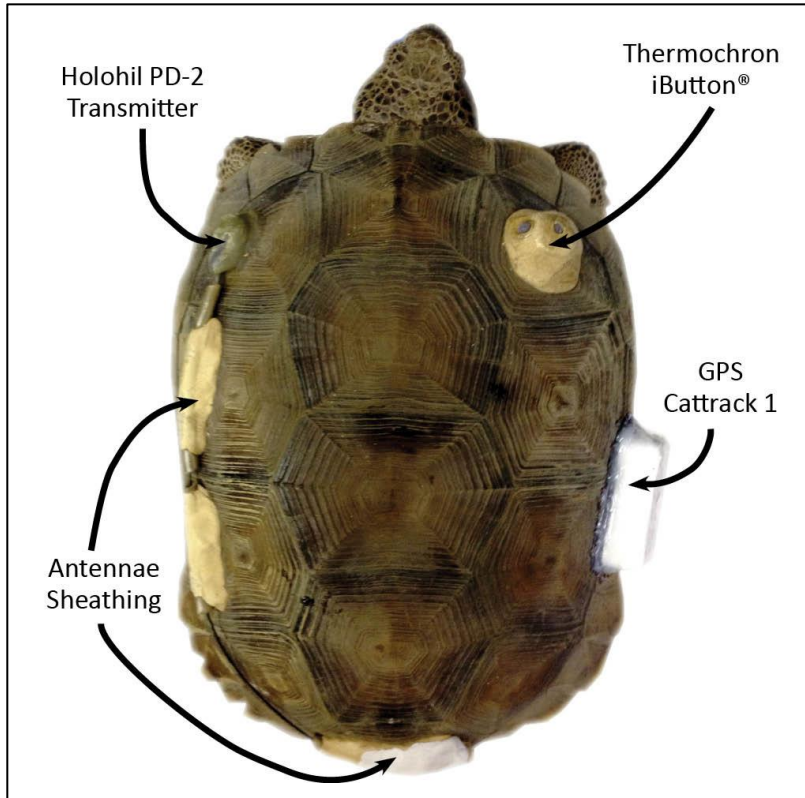 Holohil PD-2
Transmitter
Thermochron
iButton®
GPS
Cattrack 1
Antennae
Sheathing